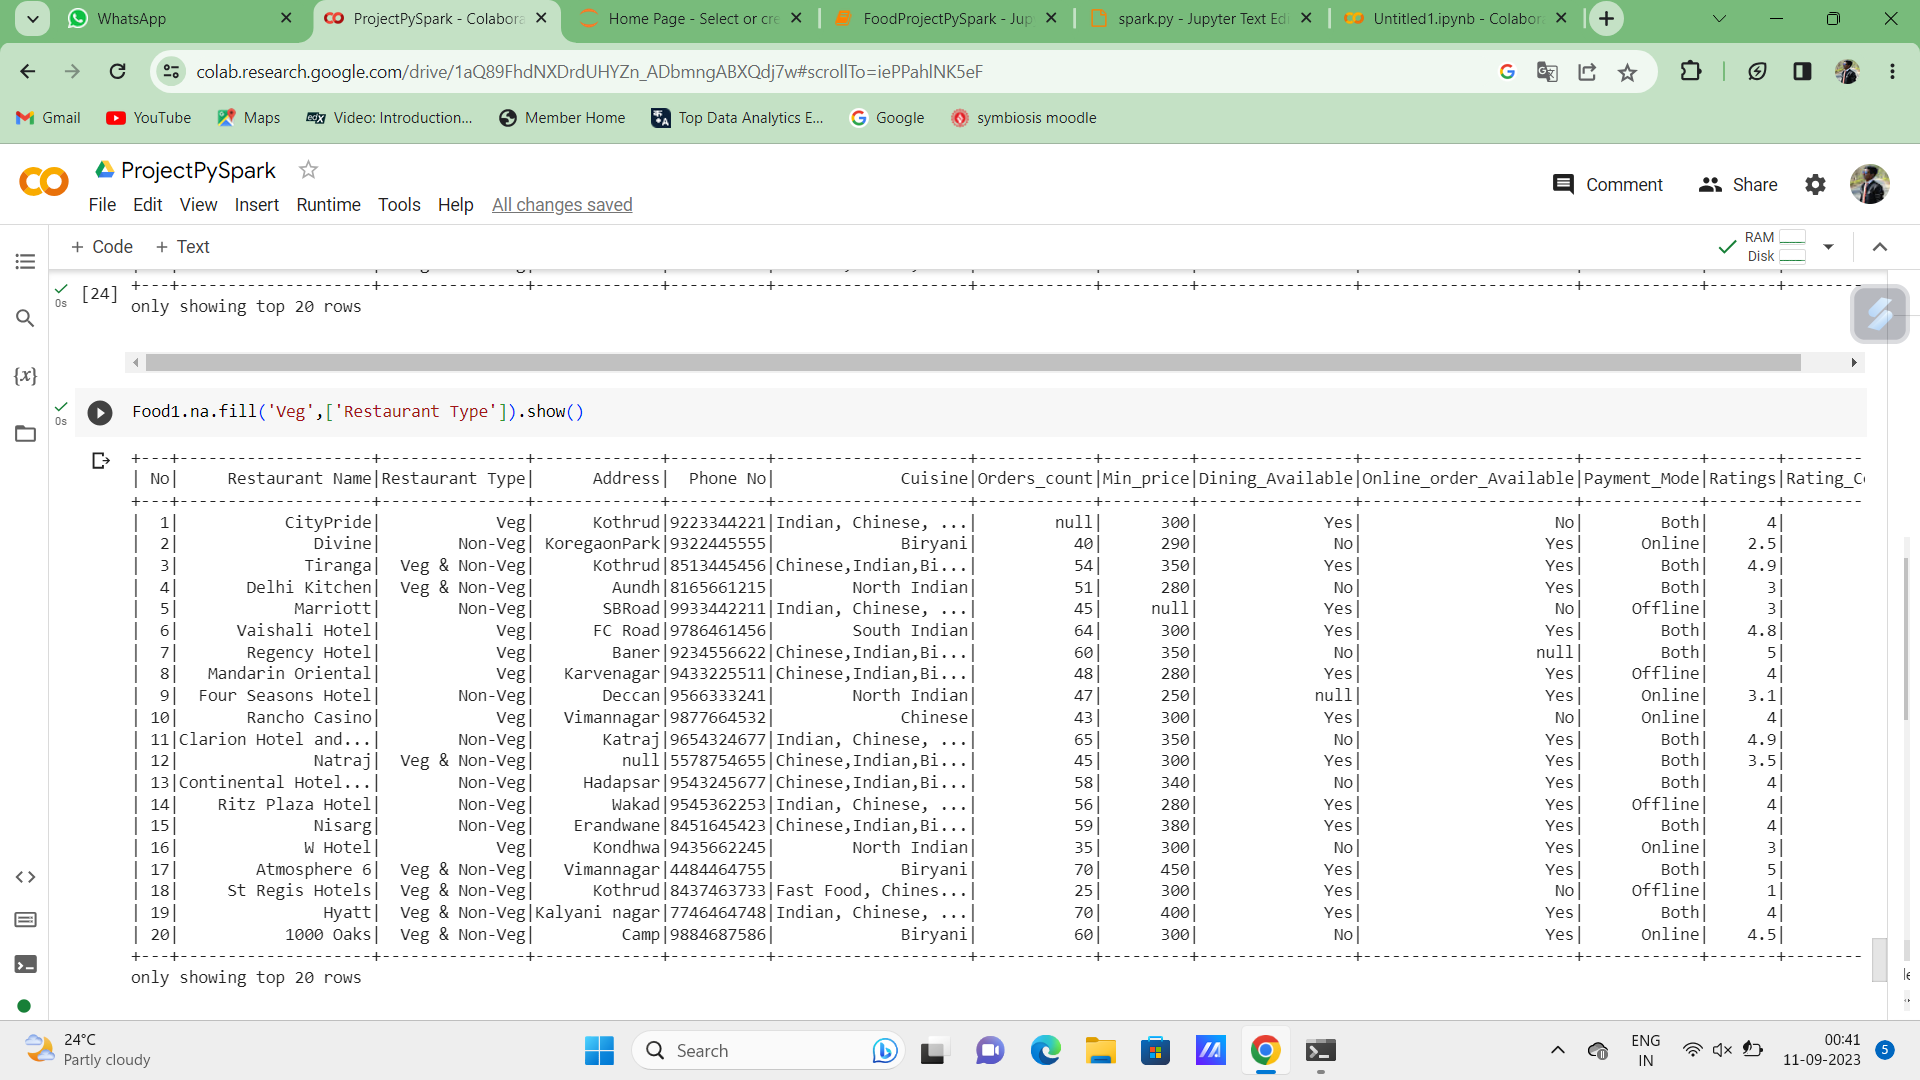 WhatsApp
ProjectPySpark - Colabora
Home Page - Select or cre
FoodProjectPySpark - Jup
spark.py - Jupyter Text Edi
Untitled1.ipynb - Colabora
colab.research.google.com/drive/1aQ89FhdNXDrdUHYZn_ADbmngABXQdj7w#scrollTo=iePPahlNK5eF
Gmail YouTube Maps edX Video: Introduction... Member Home Top Data Analytics E... Google symbiosis moodle
ProjectPySpark
Comment Share
File Edit View Insert Runtime Tools Help All changes saved
+ Code + Text
RAM
Disk
[24]
0s
only showing top 20 rows
{x}
0s
Food1.na.fill('Veg',['Restaurant Type']).show()
+---+--------------------+---------------+-------------+----------+--------------------+------------+---------+----------------+----------------------+------------+-------+--------
| No|     Restaurant Name|Restaurant Type|      Address|  Phone No|             Cuisine|Orders_count|Min_price|Dining_Available|Online_order_Available|Payment_Mode|Ratings|Rating_Co
+---+--------------------+---------------+-------------+----------+--------------------+------------+---------+----------------+----------------------+------------+-------+--------
|  1|           CityPride|            Veg|      Kothrud|9223344221|Indian, Chinese, ...|        null|      300|             Yes|                    No|        Both|      4|
|  2|              Divine|        Non-Veg| KoregaonPark|9322445555|             Biryani|          40|      290|              No|                   Yes|      Online|    2.5|
|  3|             Tiranga|  Veg & Non-Veg|      Kothrud|8513445456|Chinese,Indian,Bi...|          54|      350|             Yes|                   Yes|        Both|    4.9|
|  4|       Delhi Kitchen|  Veg & Non-Veg|        Aundh|8165661215|        North Indian|          51|      280|              No|                   Yes|        Both|      3|
|  5|            Marriott|        Non-Veg|       SBRoad|9933442211|Indian, Chinese, ...|          45|     null|             Yes|                    No|     Offline|      3|
|  6|      Vaishali Hotel|            Veg|      FC Road|9786461456|        South Indian|          64|      300|             Yes|                   Yes|        Both|    4.8|
|  7|       Regency Hotel|            Veg|        Baner|9234556622|Chinese,Indian,Bi...|          60|      350|              No|                  null|        Both|      5|
|  8|   Mandarin Oriental|            Veg|   Karvenagar|9433225511|Chinese,Indian,Bi...|          48|      280|             Yes|                   Yes|     Offline|      4|
|  9|  Four Seasons Hotel|        Non-Veg|       Deccan|9566333241|        North Indian|          47|      250|            null|                   Yes|      Online|    3.1|
| 10|       Rancho Casino|            Veg|   Vimannagar|9877664532|             Chinese|          43|      300|             Yes|                    No|      Online|      4|
| 11|Clarion Hotel and...|        Non-Veg|       Katraj|9654324677|Indian, Chinese, ...|          65|      350|              No|                   Yes|        Both|    4.9|
| 12|              Natraj|  Veg & Non-Veg|         null|5578754655|Chinese,Indian,Bi...|          45|      300|             Yes|                   Yes|        Both|    3.5|
| 13|Continental Hotel...|        Non-Veg|     Hadapsar|9543245677|Chinese,Indian,Bi...|          58|      340|              No|                   Yes|        Both|      4|
| 14|    Ritz Plaza Hotel|        Non-Veg|        Wakad|9545362253|Indian, Chinese, ...|          56|      280|             Yes|                   Yes|     Offline|      4|
| 15|              Nisarg|        Non-Veg|    Erandwane|8451645423|Chinese,Indian,Bi...|          59|      380|             Yes|                   Yes|        Both|      4|
| 16|             W Hotel|            Veg|      Kondhwa|9435662245|        North Indian|          35|      300|              No|                   Yes|      Online|      3|
| 17|        Atmosphere 6|  Veg & Non-Veg|   Vimannagar|4484464755|             Biryani|          70|      450|             Yes|                   Yes|        Both|      5|
| 18|     St Regis Hotels|  Veg & Non-Veg|      Kothrud|8437463733|Fast Food, Chines...|          25|      300|             Yes|                    No|     Offline|      1|
| 19|               Hyatt|  Veg & Non-Veg|Kalyani nagar|7746464748|Indian, Chinese, ...|          70|      400|             Yes|                   Yes|        Both|      4|
| 20|           1000 Oaks|  Veg & Non-Veg|         Camp|9884687586|             Biryani|          60|      300|              No|                   Yes|      Online|    4.5|
+---+--------------------+---------------+-------------+----------+--------------------+------------+---------+----------------+----------------------+------------+-------+--------
only showing top 20 rows
24°C
Partly cloudy
Search
ENG
IN
00:41
11-09-2023
5